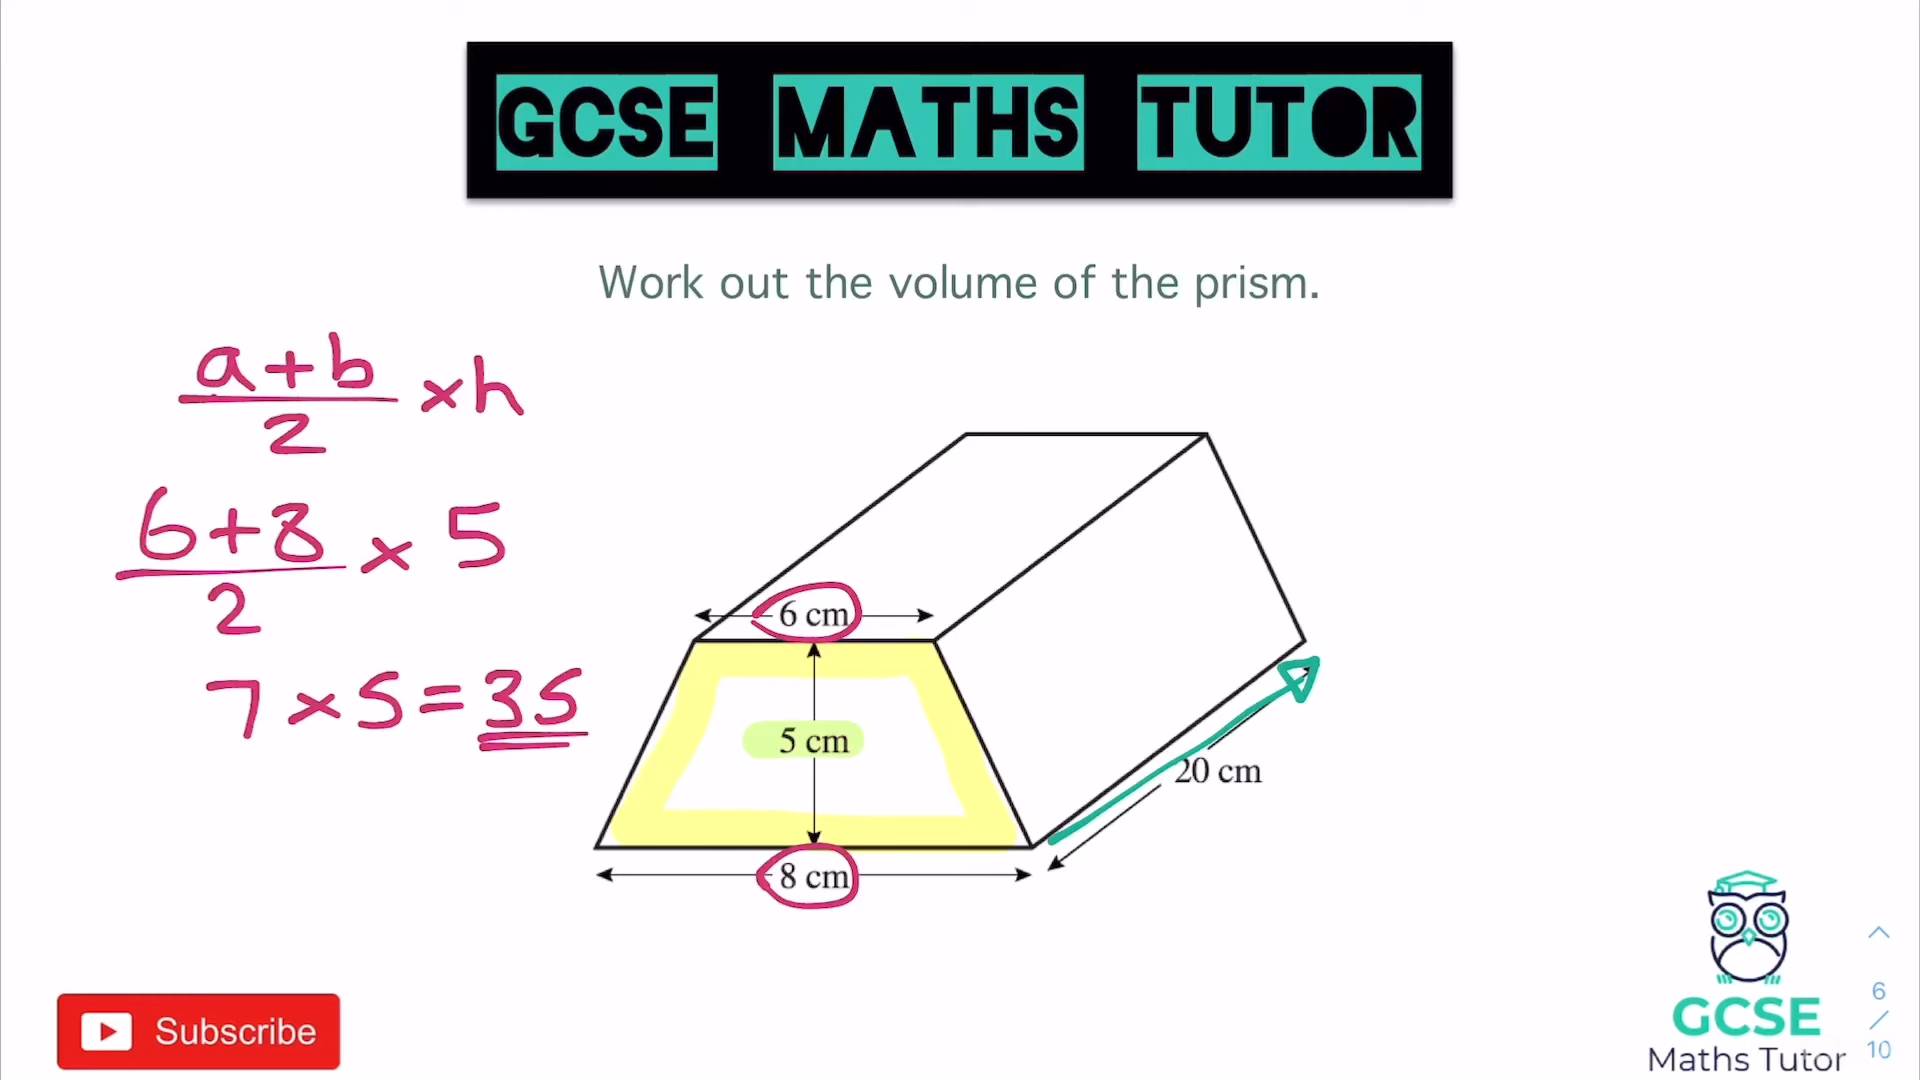 GCSE MATHS TUTOR
Work out the volume of the prism.
a+b
2
×h
6+8
2
× 5
7×5=35
6 cm
5 cm
8 cm
20 cm
Subscribe
GCSE
Maths Tutor
6
/
10